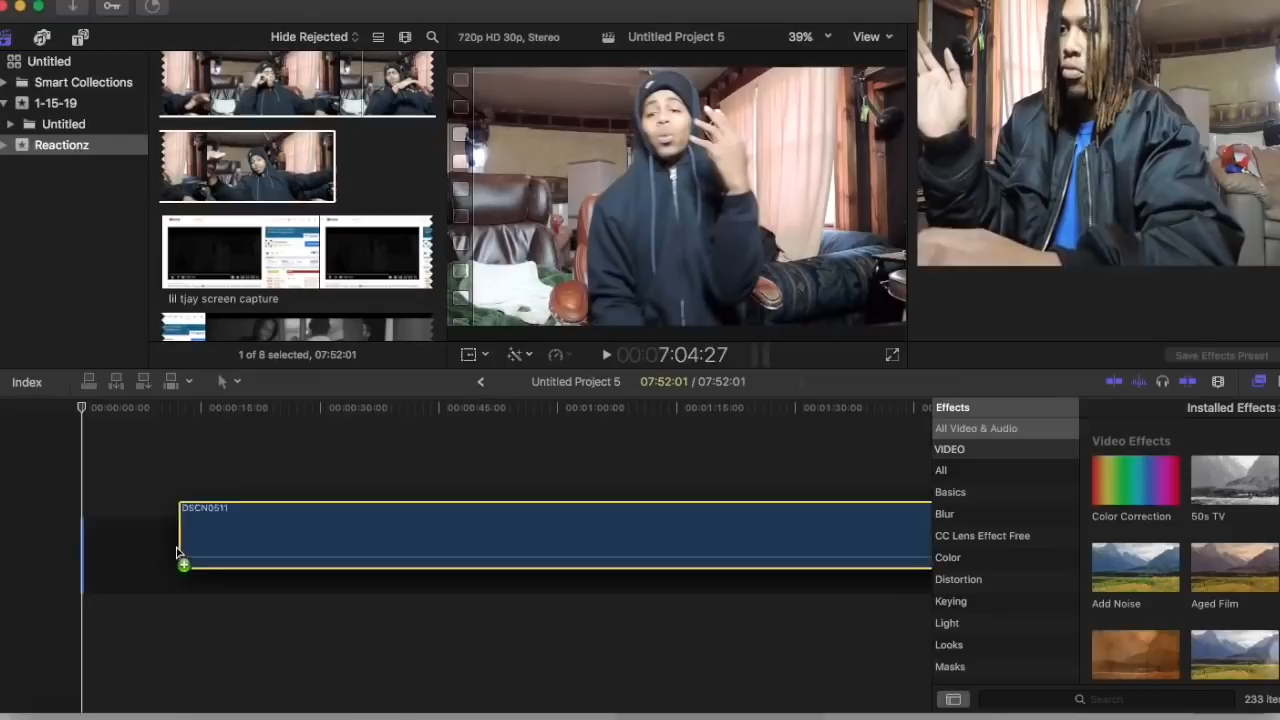 Hide Rejected
720p HD 30p, Stereo
Untitled Project 5
39%
View
Untitled
Smart Collections
1-15-19
Untitled
Reactionz
lil tjay screen capture
1 of 8 selected, 07:52:01
00:00:7:04:27
Save Effects Preset
Index
Untitled Project 5
07:52:01 / 07:52:01
00:00:00:00
00:00:15:00
00:00:30:00
00:00:45:00
00:01:00:00
00:01:15:00
00:01:30:00
00
Effects
Installed Effects
All Video & Audio
VIDEO
Video Effects
All
Basics
Blur
CC Lens Effect Free
Color
Distortion
Keying
Light
Looks
Masks
Color Correction
50s TV
Add Noise
Aged Film
DSCN0511
Search
233 ite